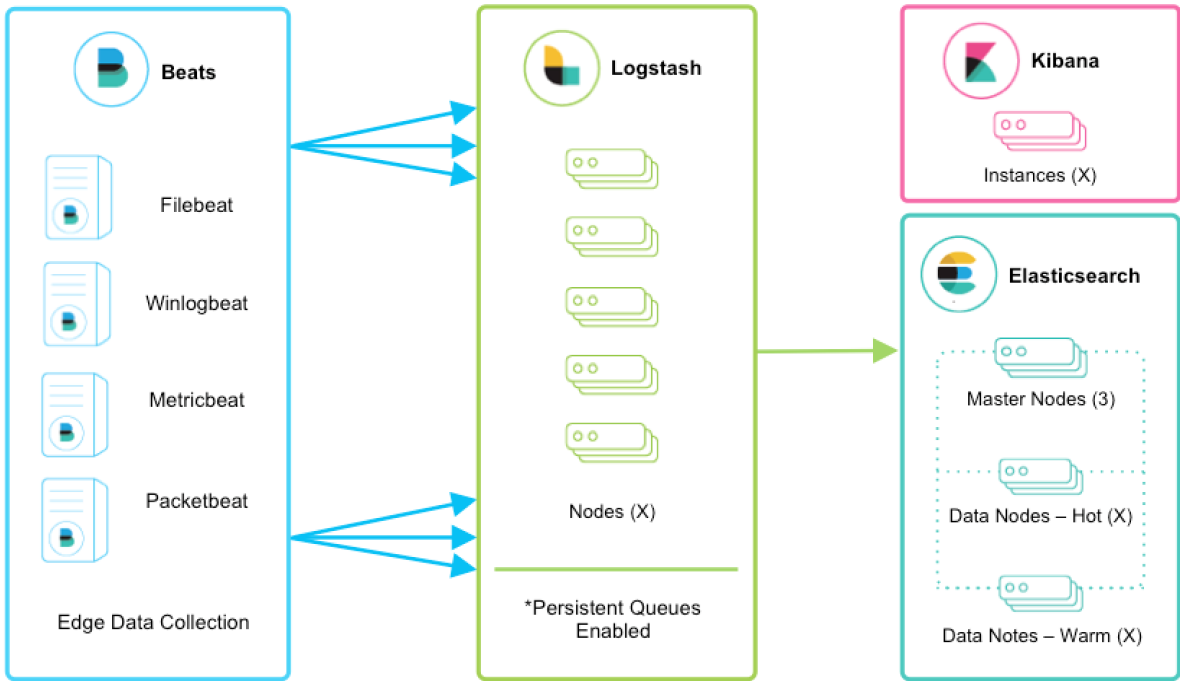 Beats
Filebeat
Winlogbeat
Metricbeat
Packetbeat
Edge Data Collection
Logstash
Nodes (X)
*Persistent Queues
Enabled
Kibana
Instances (X)
Elasticsearch
Master Nodes (3)
Data Nodes – Hot (X)
Data Notes – Warm (X)